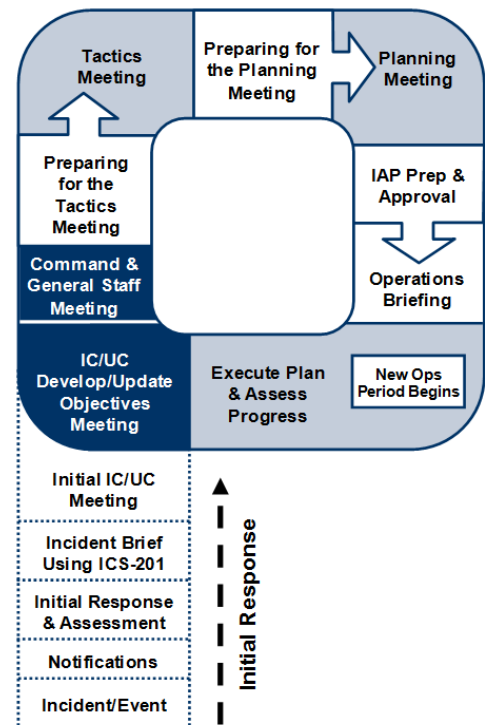 Tactics
Meeting
Preparing for
the Planning
Meeting
Planning
Meeting
Preparing
for the
Tactics
Meeting
IAP Prep &
Approval
Command &
General Staff
Meeting
Operations
Briefing
IC/UC
Develop/Update
Objectives
Meeting
Execute Plan
& Assess
Progress
New Ops
Period Begins
Initial IC/UC
Meeting
Incident Brief
Using ICS-201
Initial Response
& Assessment
Notifications
Incident/Event
Initial Response